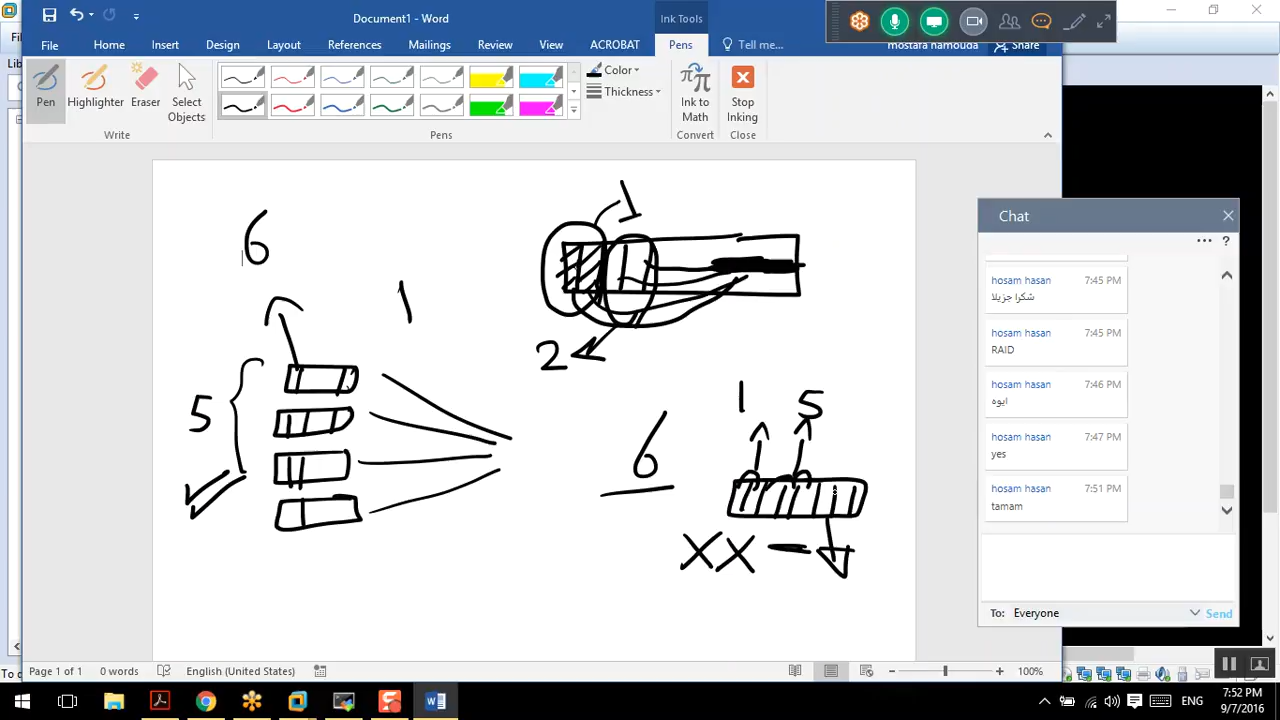 Document1 - Word
Ink Tools
File
Home
Insert
Design
Layout
References
Mailings
Review
View
ACROBAT
Pens
Tell me...
mostafa hamouda
Share
Pen
Highlighter
Eraser
Select Objects
Color
Thickness
Ink to Math
Stop Inking
Write
Pens
Convert
Close
6
1
1
5
2
6
1
5
XX
Chat
hosam hasan 7:45 PM
شكرا جزيلا
hosam hasan 7:45 PM
RAID
hosam hasan 7:46 PM
ايوه
hosam hasan 7:47 PM
yes
hosam hasan 7:51 PM
tamam
To: Everyone
Send
Page 1 of 1
0 words
English (United States)
100%
ENG
7:52 PM
9/7/2016